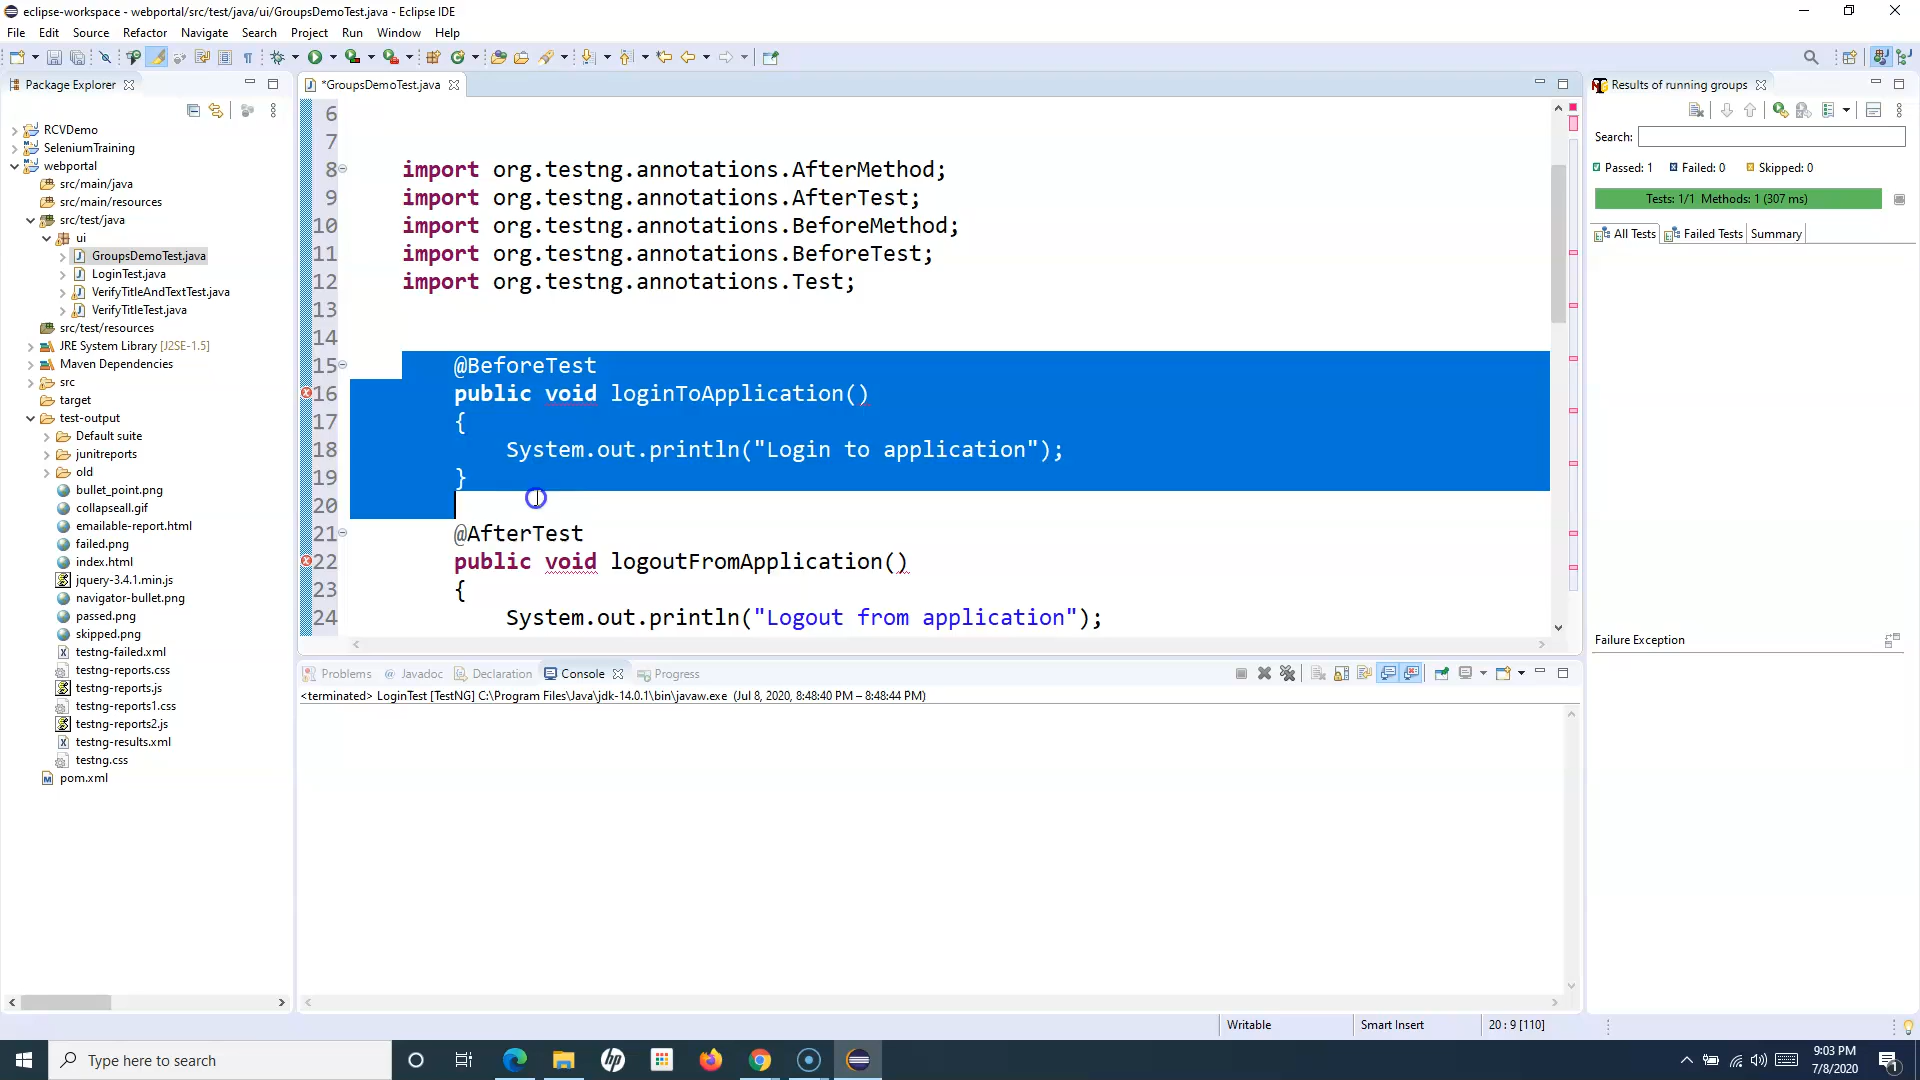 eclipse-workspace - webportal/src/test/java/ui/GroupsDemoTest.java - Eclipse IDE
File Edit Source Refactor Navigate Search Project Run Window Help
Package Explorer
RCVDemo
SeleniumTraining
webportal
src/main/java
src/main/resources
src/test/java
ui
GroupsDemoTest.java
LoginTest.java
VerifyTitleAndTextTest.java
VerifyTitleTest.java
src/test/resources
JRE System Library [J2SE-1.5]
Maven Dependencies
src
target
test-output
Default suite
junitreports
old
bullet_point.png
collapseall.gif
emailable-report.html
failed.png
index.html
jquery-3.4.1.min.js
navigator-bullet.png
passed.png
skipped.png
testng-failed.xml
testng-reports.css
testng-reports.js
testng-reports1.css
testng-reports2.js
testng-results.xml
testng.css
pom.xml
*GroupsDemoTest.java
6
7
8 import org.testng.annotations.AfterMethod;
9 import org.testng.annotations.AfterTest;
10 import org.testng.annotations.BeforeMethod;
11 import org.testng.annotations.BeforeTest;
12 import org.testng.annotations.Test;
13
14
15 @BeforeTest
16 public void loginToApplication()
17 {
18 System.out.println("Login to application");
19 }
20
21 @AfterTest
22 public void logoutFromApplication()
23 {
24 System.out.println("Logout from application");
Problems Javadoc Declaration Console Progress
<terminated> LoginTest [TestNG] C:\Program Files\Java\jdk-14.0.1\bin\javaw.exe (Jul 8, 2020, 8:48:40 PM – 8:48:44 PM)
Results of running groups
Search:
Passed: 1 Failed: 0 Skipped: 0
Tests: 1/1 Methods: 1 (307 ms)
All Tests Failed Tests Summary
Failure Exception
Writable Smart Insert 20 : 9 [110]
Type here to search
9:03 PM
7/8/2020